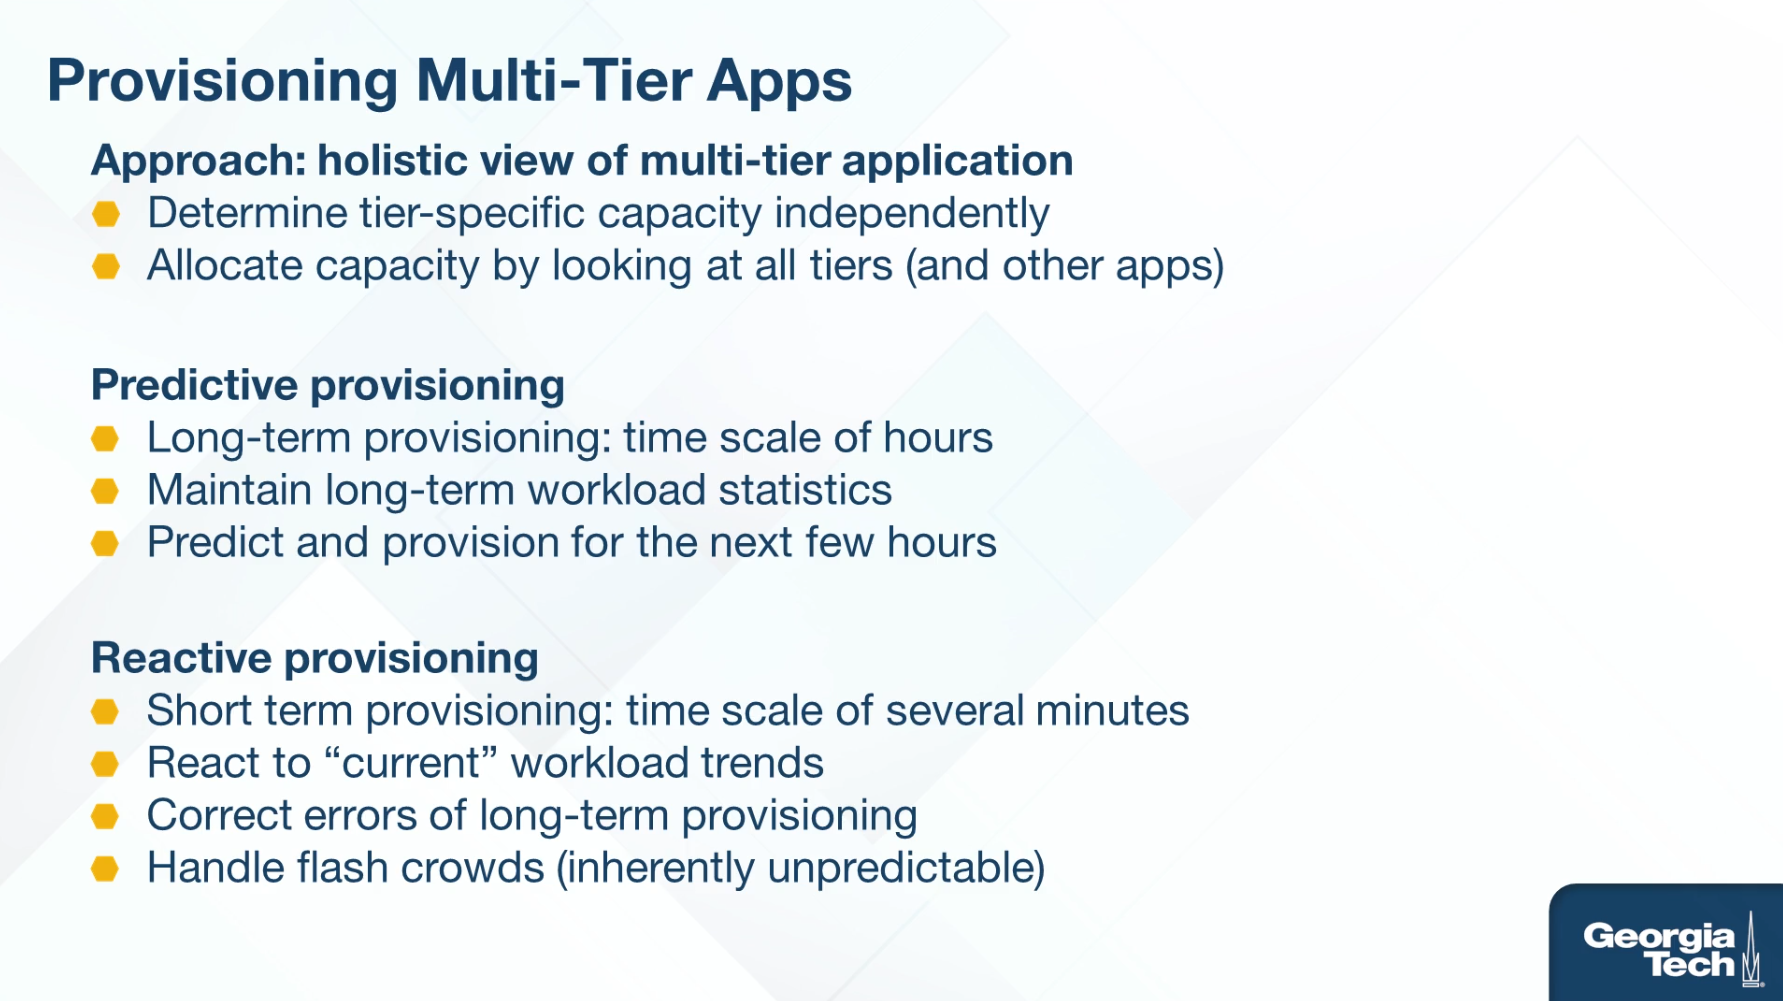 Provisioning Multi-Tier Apps
Approach: holistic view of multi-tier application
Determine tier-specific capacity independently
Allocate capacity by looking at all tiers (and other apps)
Predictive provisioning
Long-term provisioning: time scale of hours
Maintain long-term workload statistics
Predict and provision for the next few hours
Reactive provisioning
Short term provisioning: time scale of several minutes
React to “current” workload trends
Correct errors of long-term provisioning
Handle flash crowds (inherently unpredictable)
Georgia
Tech